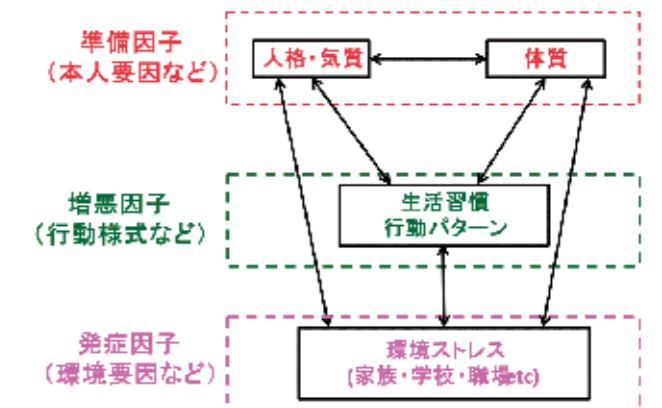 準備因子
(本人要因など)
人格・気質
体質
増悪因子
(行動様式など)
生活習慣
行動パターン
発症因子
(環境要因など)
環境ストレス
(家族・学校・職場etc)